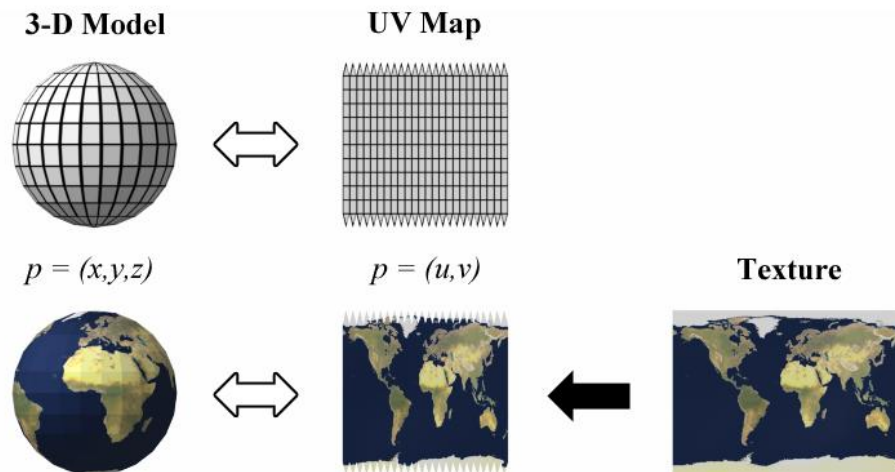 3-D Model
UV Map
p = (x,y,z)
p = (u,v)
Texture